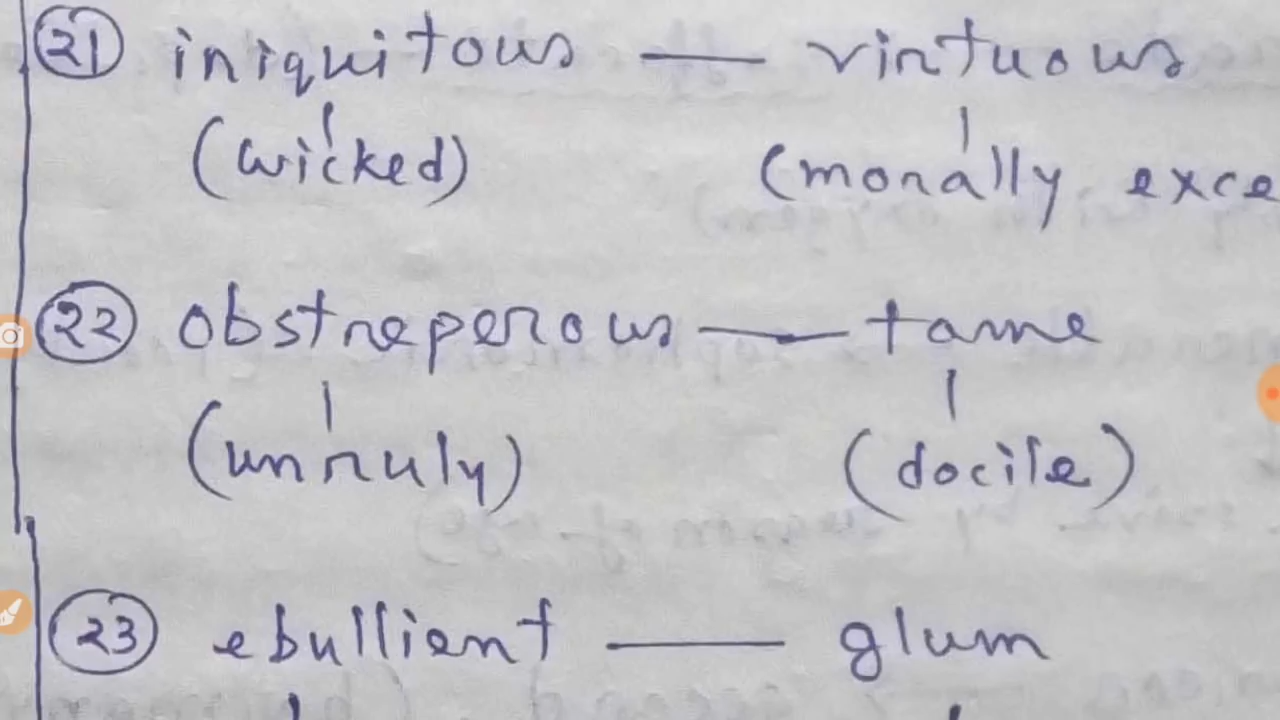 21 iniquitous — virtuous
(wicked) (morally exce
22 obstreperous — tame
(unruly) (docile)
23 ebullient — glum